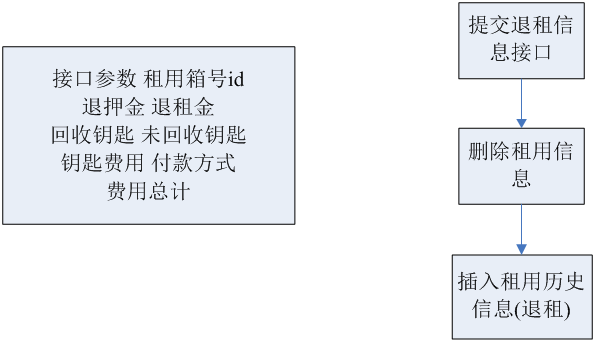 接口参数 租用箱号id
退押金 退租金
回收钥匙 未回收钥匙
钥匙费用 付款方式
费用总计
提交退租信
息接口
删除租用信
息
插入租用历史
信息(退租)